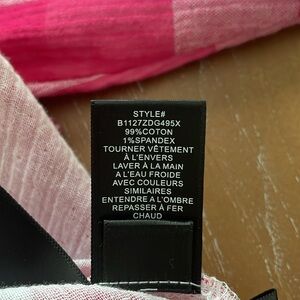 STYLE#
B1127ZDG495X
99%COTON
1%SPANDEX
TOURNER VÊTEMENT
À L'ENVERS
LAVER À LA MAIN
A L'EAU FROIDE
AVEC COULEURS
SIMILAIRES
ENTENDRE A L'OMBRE
REPASSER À FER
CHAUD